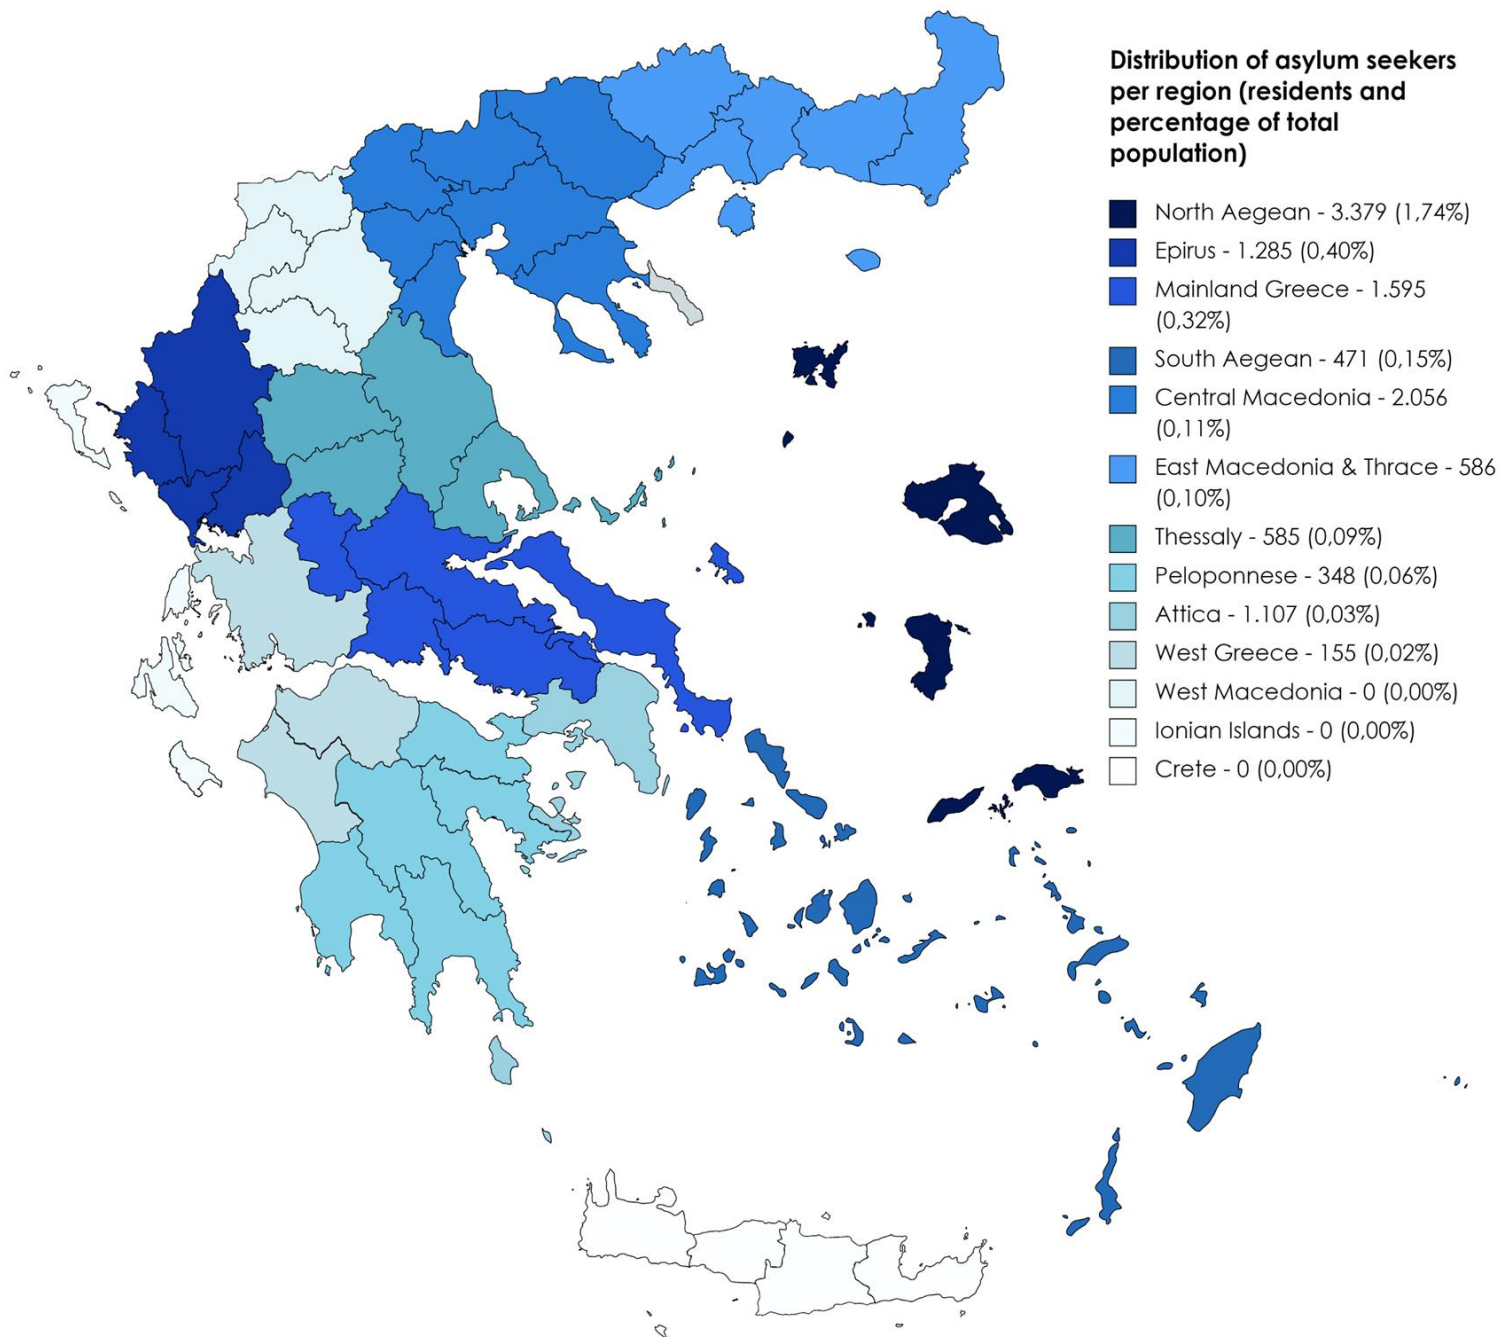 Distribution of asylum seekers
per region (residents and
percentage of total
population)
North Aegean - 3.379 (1,74%)
Epirus - 1.285 (0,40%)
Mainland Greece - 1.595
(0,32%)
South Aegean - 471 (0,15%)
Central Macedonia - 2.056
(0,11%)
East Macedonia & Thrace - 586
(0,10%)
Thessaly - 585 (0,09%)
Peloponnese - 348 (0,06%)
Attica - 1.107 (0,03%)
West Greece - 155 (0,02%)
West Macedonia - 0 (0,00%)
Ionian Islands - 0 (0,00%)
Crete - 0 (0,00%)